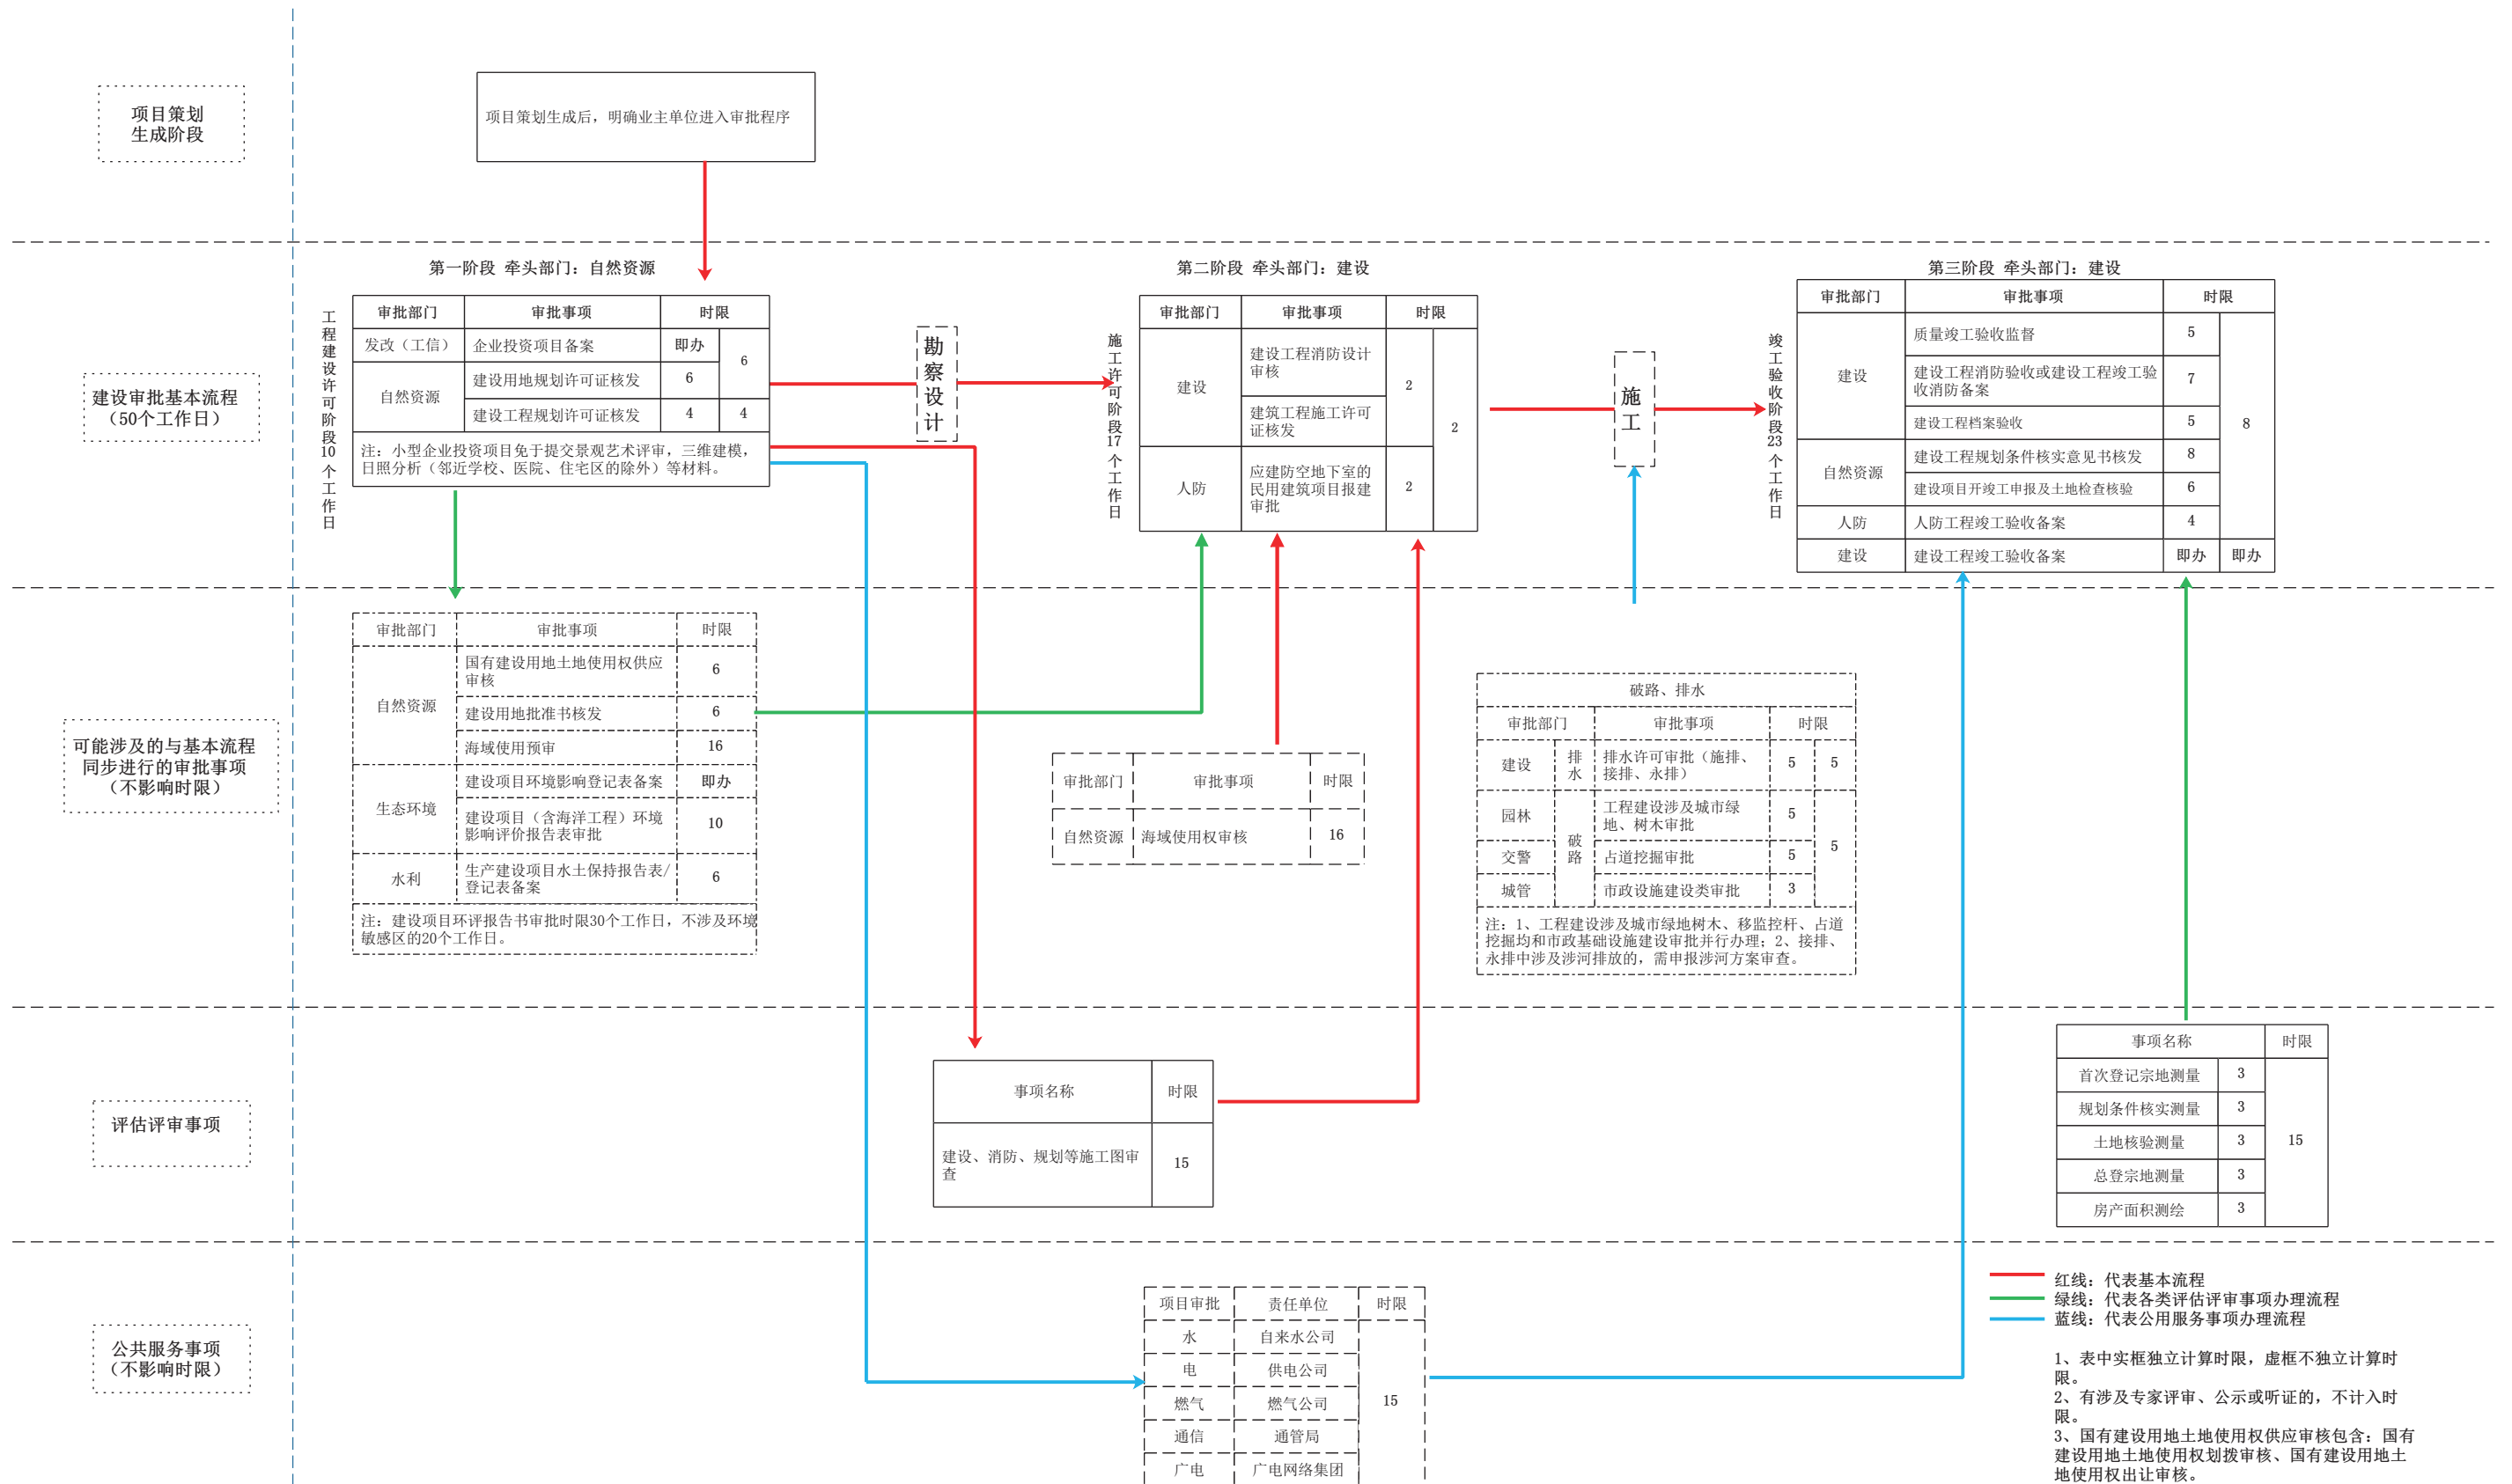 项目策划
生成阶段
项目策划生成后，明确业主单位进入审批程序
建设审批基本流程
（50个工作日）
第一阶段 牵头部门：自然资源
工程建设许可阶段10个工作日
审批部门 审批事项 时限
发改（工信） 企业投资项目备案 即办
6
自然资源
建设用地规划许可证核发 6
建设工程规划许可证核发 4 4
注：小型企业投资项目免于提交景观艺术评审，三维建模，
日照分析（邻近学校、医院、住宅区的除外）等材料。
勘察设计
第二阶段 牵头部门：建设
施工许可阶段17个工作日
审批部门 审批事项 时限
建设
建设工程消防设计
审核
建筑工程施工许可
证核发
2
2
人防
应建防空地下室的
民用建筑项目报建
审批
2
施工
第三阶段 牵头部门：建设
竣工验收阶段23个工作日
审批部门 审批事项 时限
建设
质量竣工验收监督 5
建设工程消防验收或建设工程竣工验
收消防备案
7
建设工程档案验收 5
8
自然资源
建设工程规划条件核实意见书核发 8
建设项目开竣工申报及土地检查核验 6
人防 人防工程竣工验收备案 4
建设 建设工程竣工验收备案 即办 即办
可能涉及的与基本流程
同步进行的审批事项
（不影响时限）
审批部门 审批事项 时限
自然资源
国有建设用地土地使用权供应
审核
6
建设用地批准书核发 6
海域使用预审 16
生态环境
建设项目环境影响登记表备案 即办
建设项目（含海洋工程）环境
影响评价报告表审批
10
水利
生产建设项目水土保持报告表/
登记表备案
6
注：建设项目环评报告书审批时限30个工作日，不涉及环境
敏感区的20个工作日。
审批部门 审批事项 时限
自然资源 海域使用权审核 16
破路、排水
审批部门 审批事项 时限
建设
排水
排水许可审批（施排、
接排、永排）
5 5
园林
破路
工程建设涉及城市绿
地、树木审批
5
5
交警 占道挖掘审批 5
城管 市政设施建设类审批 3
注：1、工程建设涉及城市绿地树木、移监控杆、占道
挖掘均和市政基础设施建设审批并行办理；2、接排、
永排中涉及涉河排放的，需申报涉河方案审查。
评估评审事项
事项名称 时限
建设、消防、规划等施工图审
查
15
事项名称 时限
首次登记宗地测量 3
规划条件核实测量 3
土地核验测量 3
15
总登宗地测量 3
房产面积测绘 3
公共服务事项
（不影响时限）
项目审批 责任单位 时限
水 自来水公司
电 供电公司
燃气 燃气公司
15
通信 通管局
广电 广电网络集团
红线：代表基本流程
绿线：代表各类评估评审事项办理流程
蓝线：代表公用服务事项办理流程
1、表中实框独立计算时限，虚框不独立计算时
限。
2、有涉及专家评审、公示或听证的，不计入时
限。
3、国有建设用地土地使用权供应审核包含：国有
建设用地土地使用权划拨审核、国有建设用地土
地使用权出让审核。